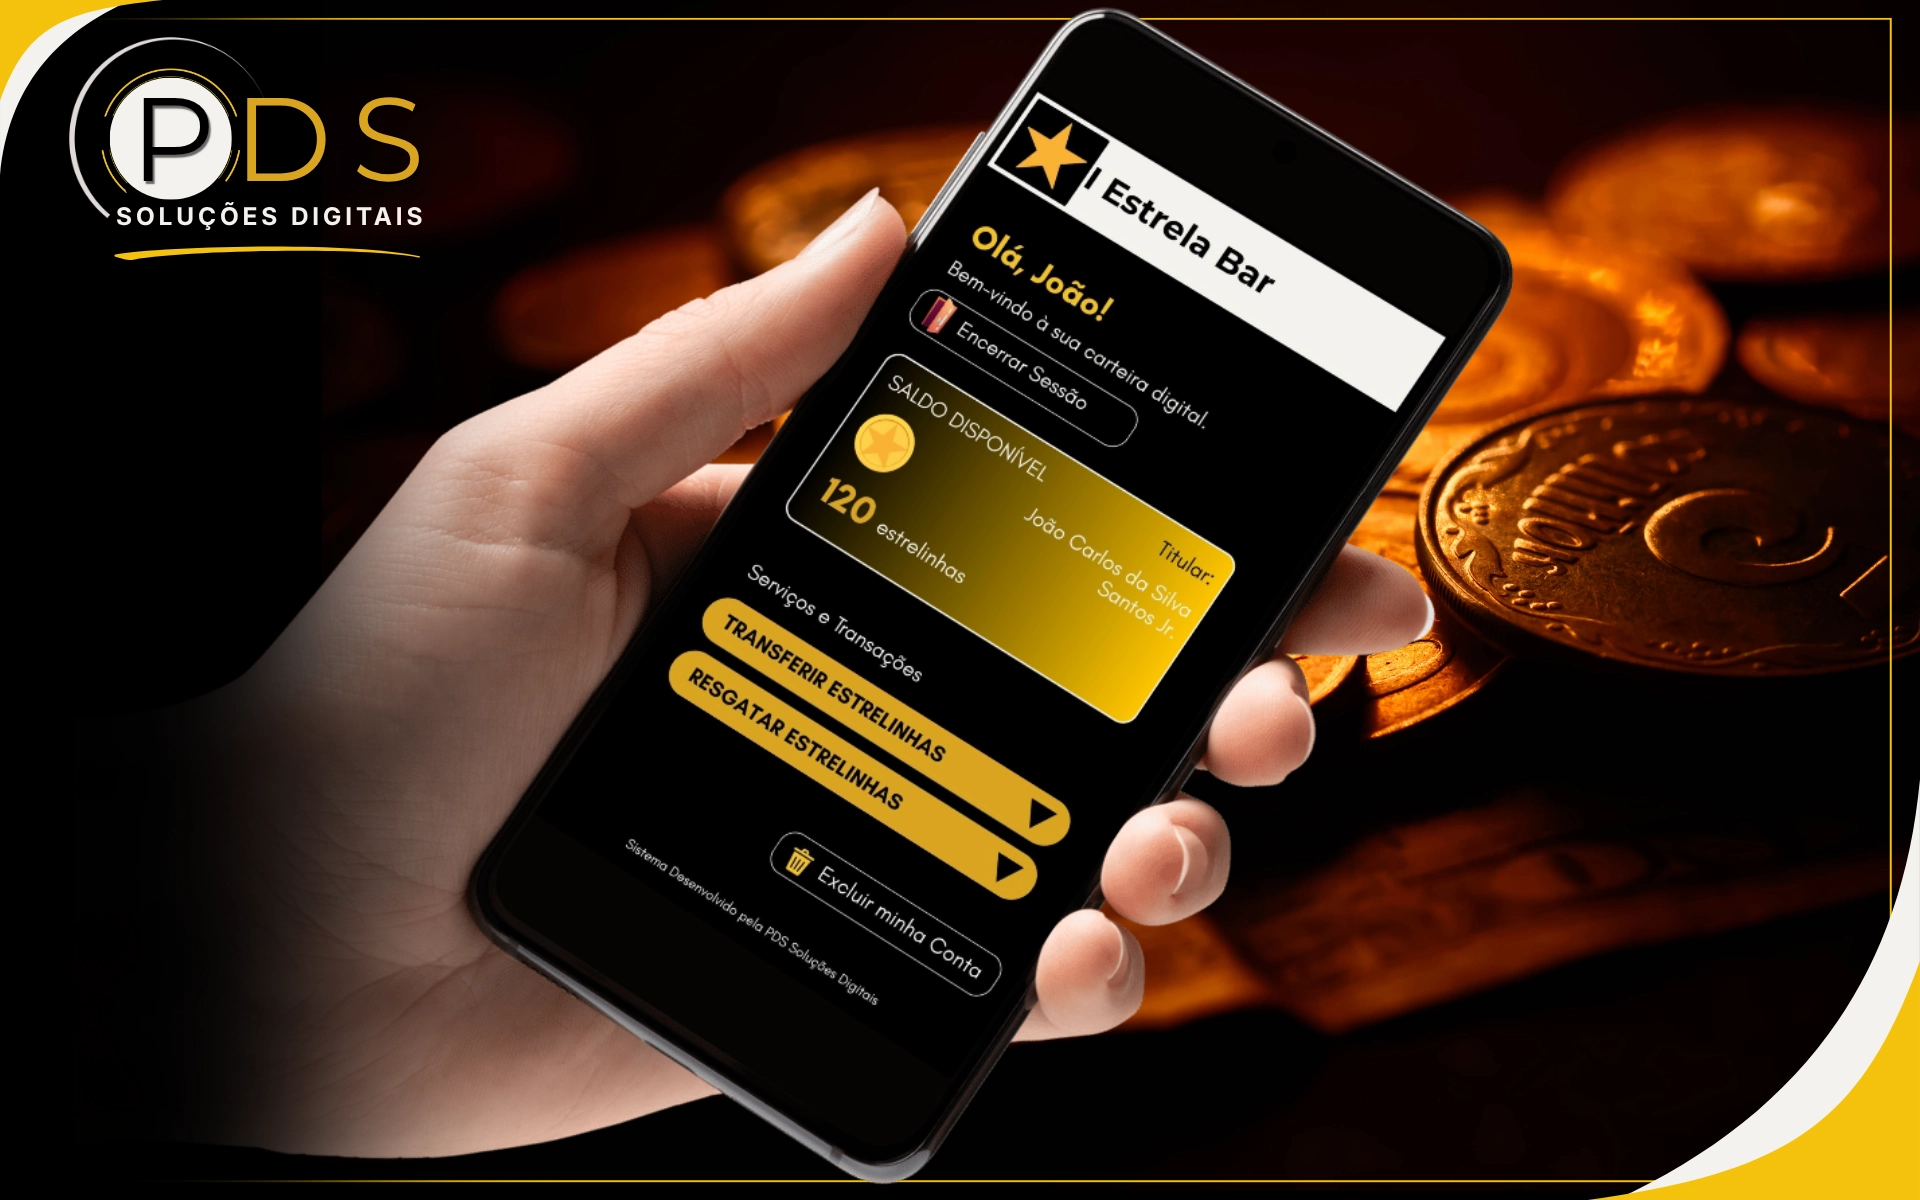 PDS
SOLUÇÕES DIGITAIS
I Estrela Bar
Olá, João!
Bem-vindo à sua carteira digital.
Encerrar Sessão
SALDO DISPONÍVEL
120 estrelinhas
Titular:
João Carlos da Silva
Santos Jr.
Serviços e Transações
TRANSFERIR ESTRELINHAS
RESGATAR ESTRELINHAS
Excluir minha Conta
Sistema Desenvolvido pela PDS Soluções Digitais